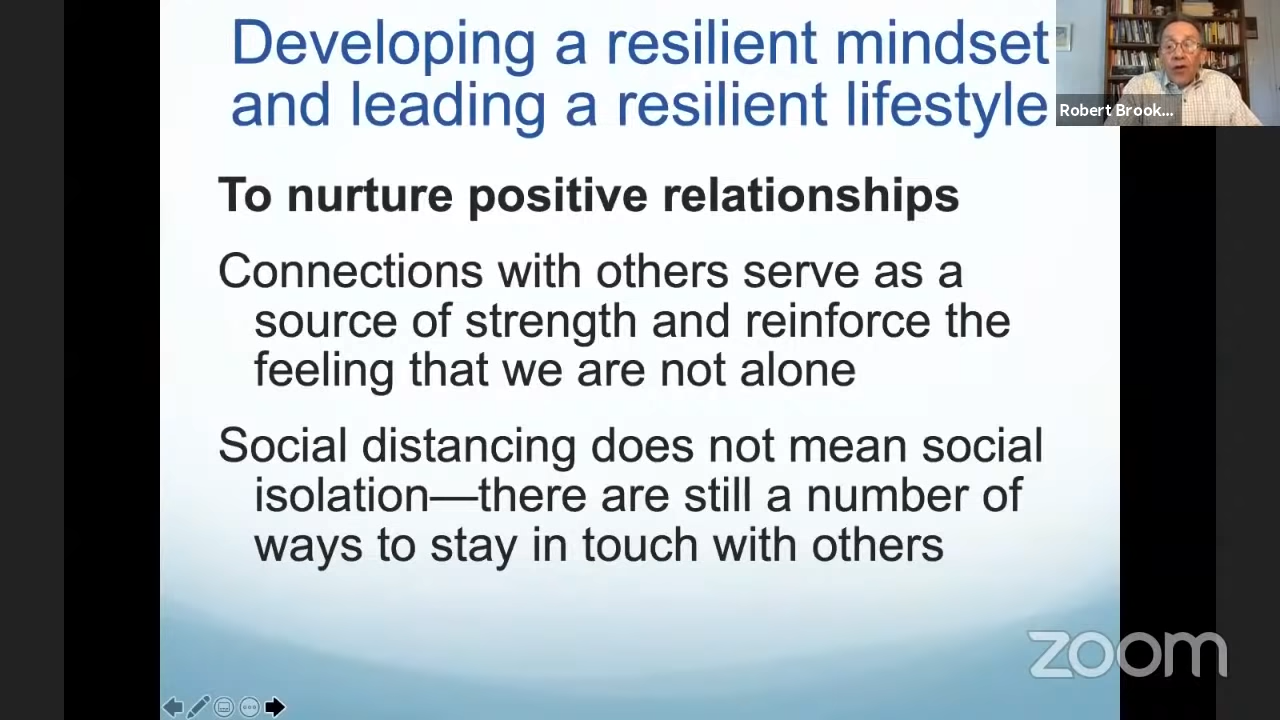 Developing a resilient mindset
and leading a resilient lifestyle
Robert Brook...
To nurture positive relationships
Connections with others serve as a
source of strength and reinforce the
feeling that we are not alone
Social distancing does not mean social
isolation—there are still a number of
ways to stay in touch with others
zoom